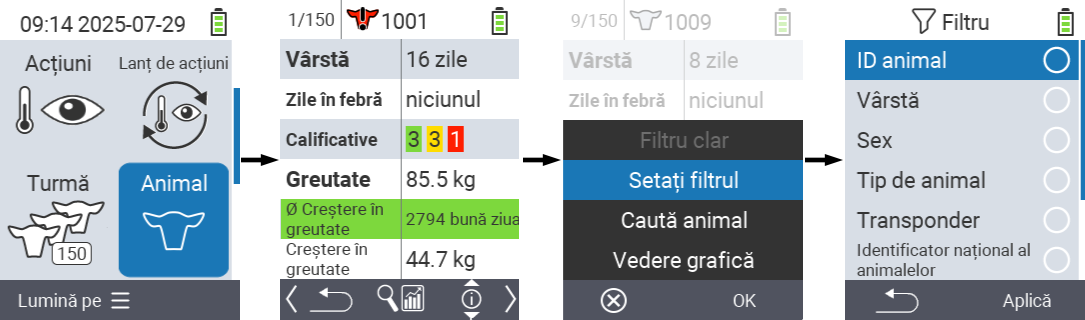 09:14 2025-07-29
Acțiuni
Lanț de acțiuni
Turmă
150
Animal
Lumină pe
1/150
1001
Vârstă
16 zile
Zile în febră
niciunul
Calificative
3 3 1
Greutate
85.5 kg
Ø Creștere în
greutate
2794 bună ziua
Creștere în
greutate
44.7 kg
9/150
1009
Vârstă
8 zile
Zile în febră
niciunul
Filtru clar
Setați filtrul
Caută animal
Vedere grafică
OK
Filtru
ID animal
Vârstă
Sex
Tip de animal
Transponder
Identificator național al
animalelor
Aplică